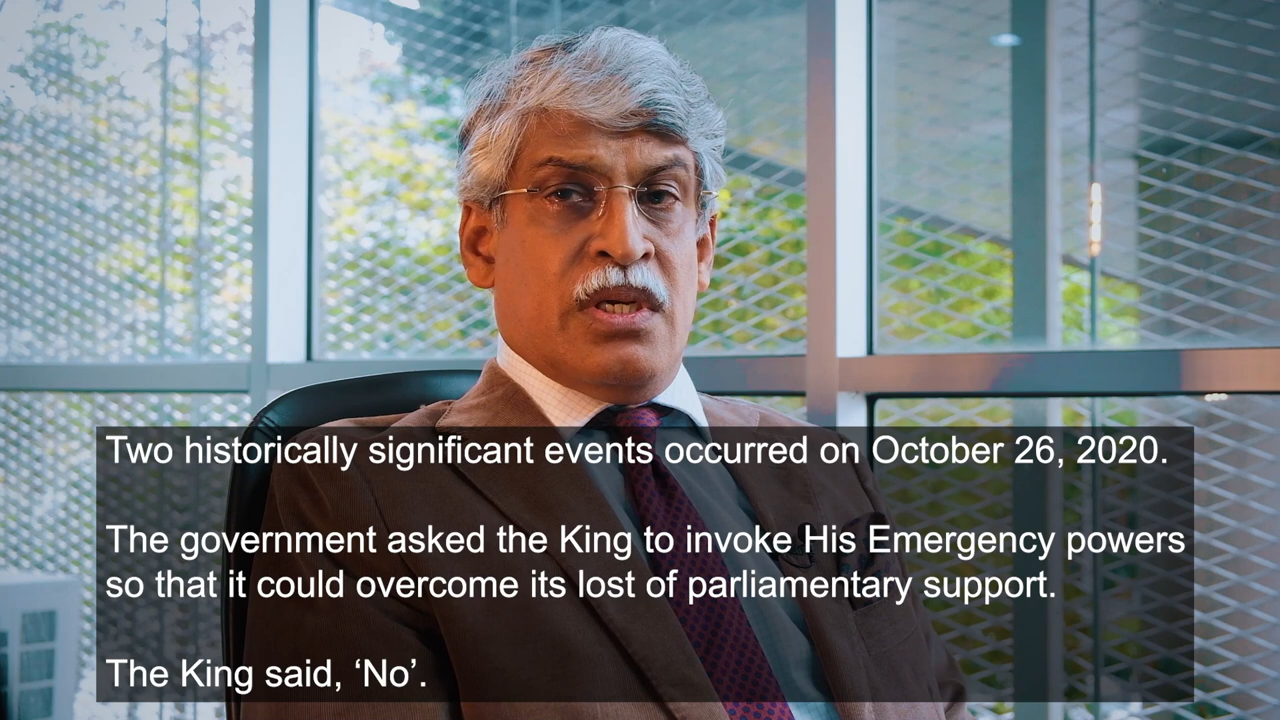 Two historically significant events occurred on October 26, 2020.
The government asked the King to invoke His Emergency powers
so that it could overcome its lost of parliamentary support.
The King said, ‘No’.